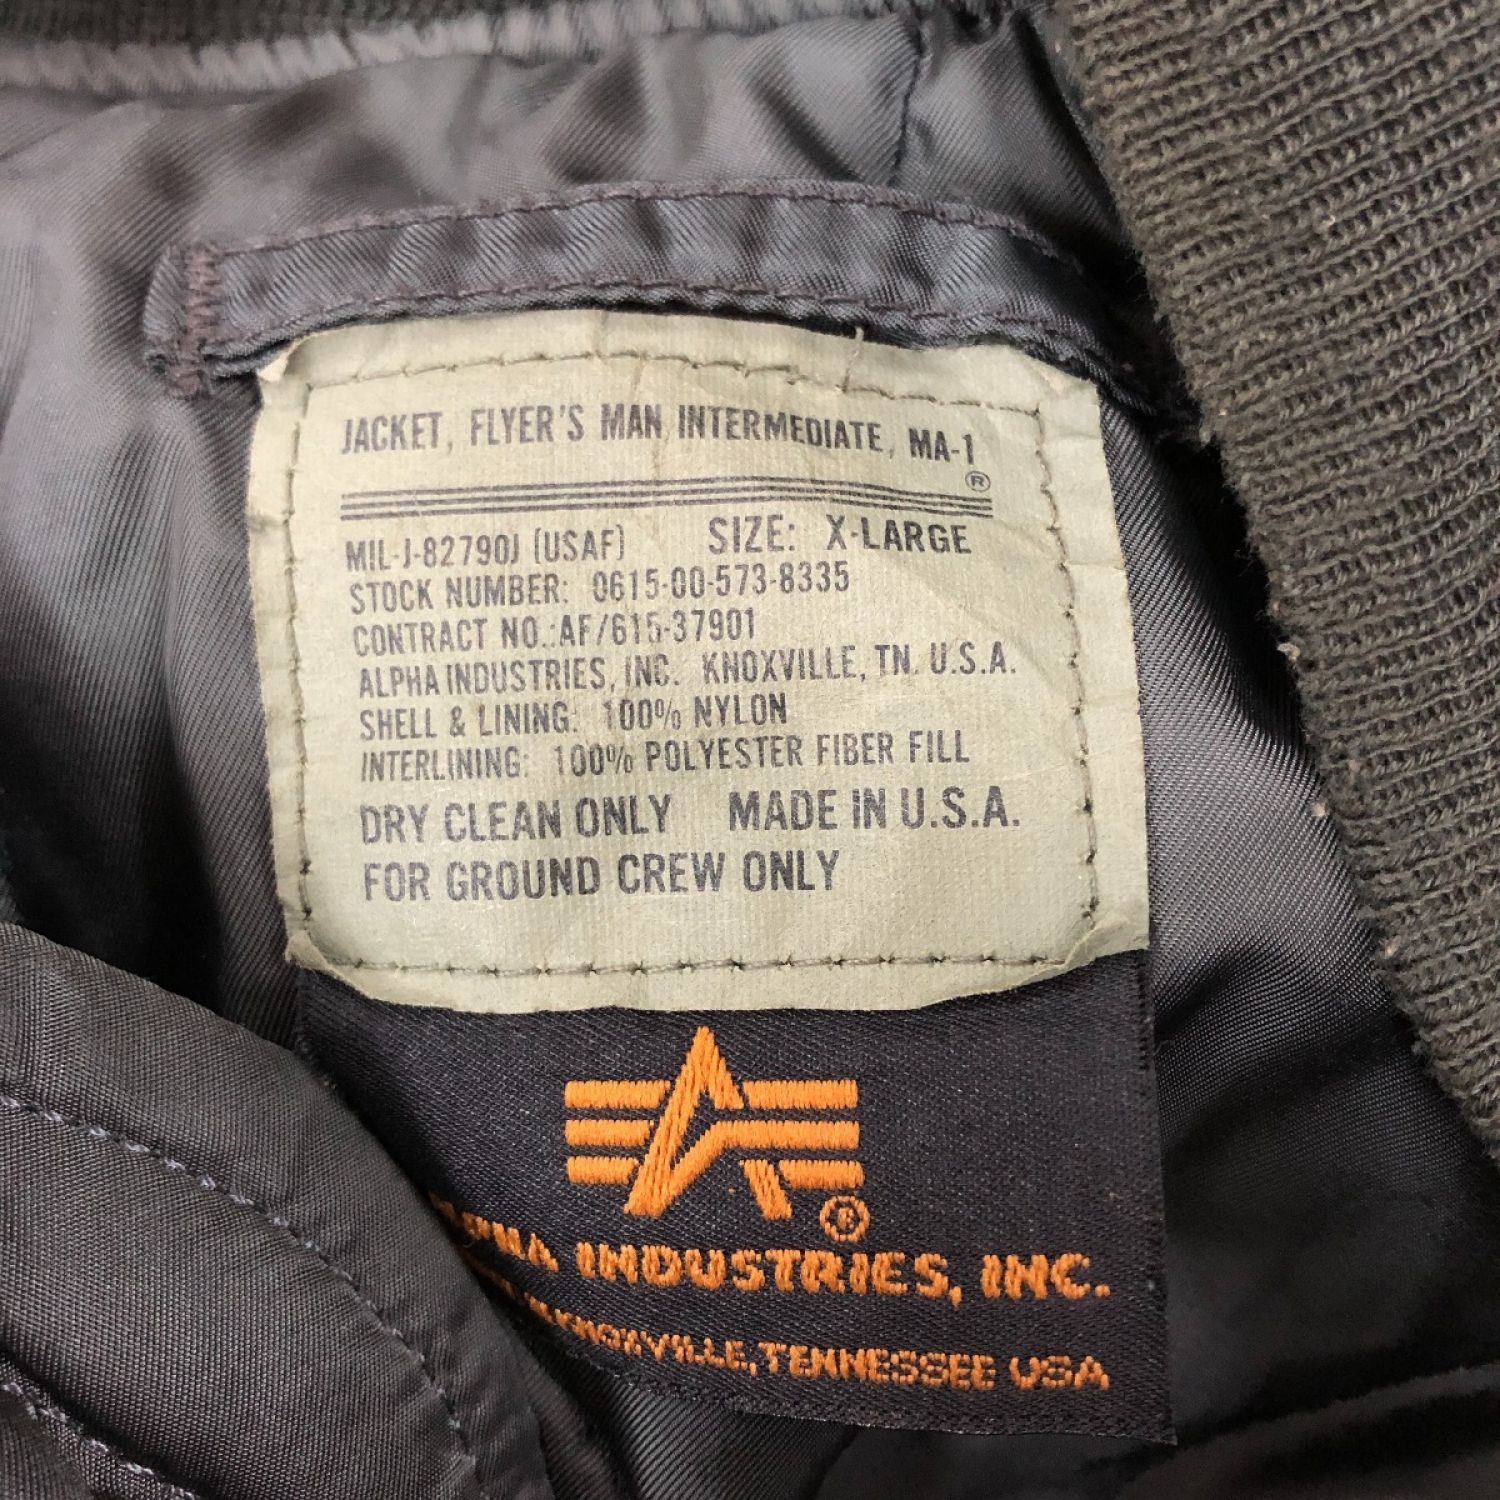 JACKET, FLYER'S MAN INTERMEDIATE, MA-1
®
MIL-J-82790J (USAF) SIZE: X-LARGE
STOCK NUMBER: 0615-00-573-8335
CONTRACT NO.:AF/615-37901
ALPHA INDUSTRIES, INC. KNOXVILLE, TN. U.S.A.
SHELL & LINING: 100% NYLON
INTERLINING: 100% POLYESTER FIBER FILL
DRY CLEAN ONLY MADE IN U.S.A.
FOR GROUND CREW ONLY
®
ALPHA INDUSTRIES, INC.
KNOXVILLE, TENNESSEE USA